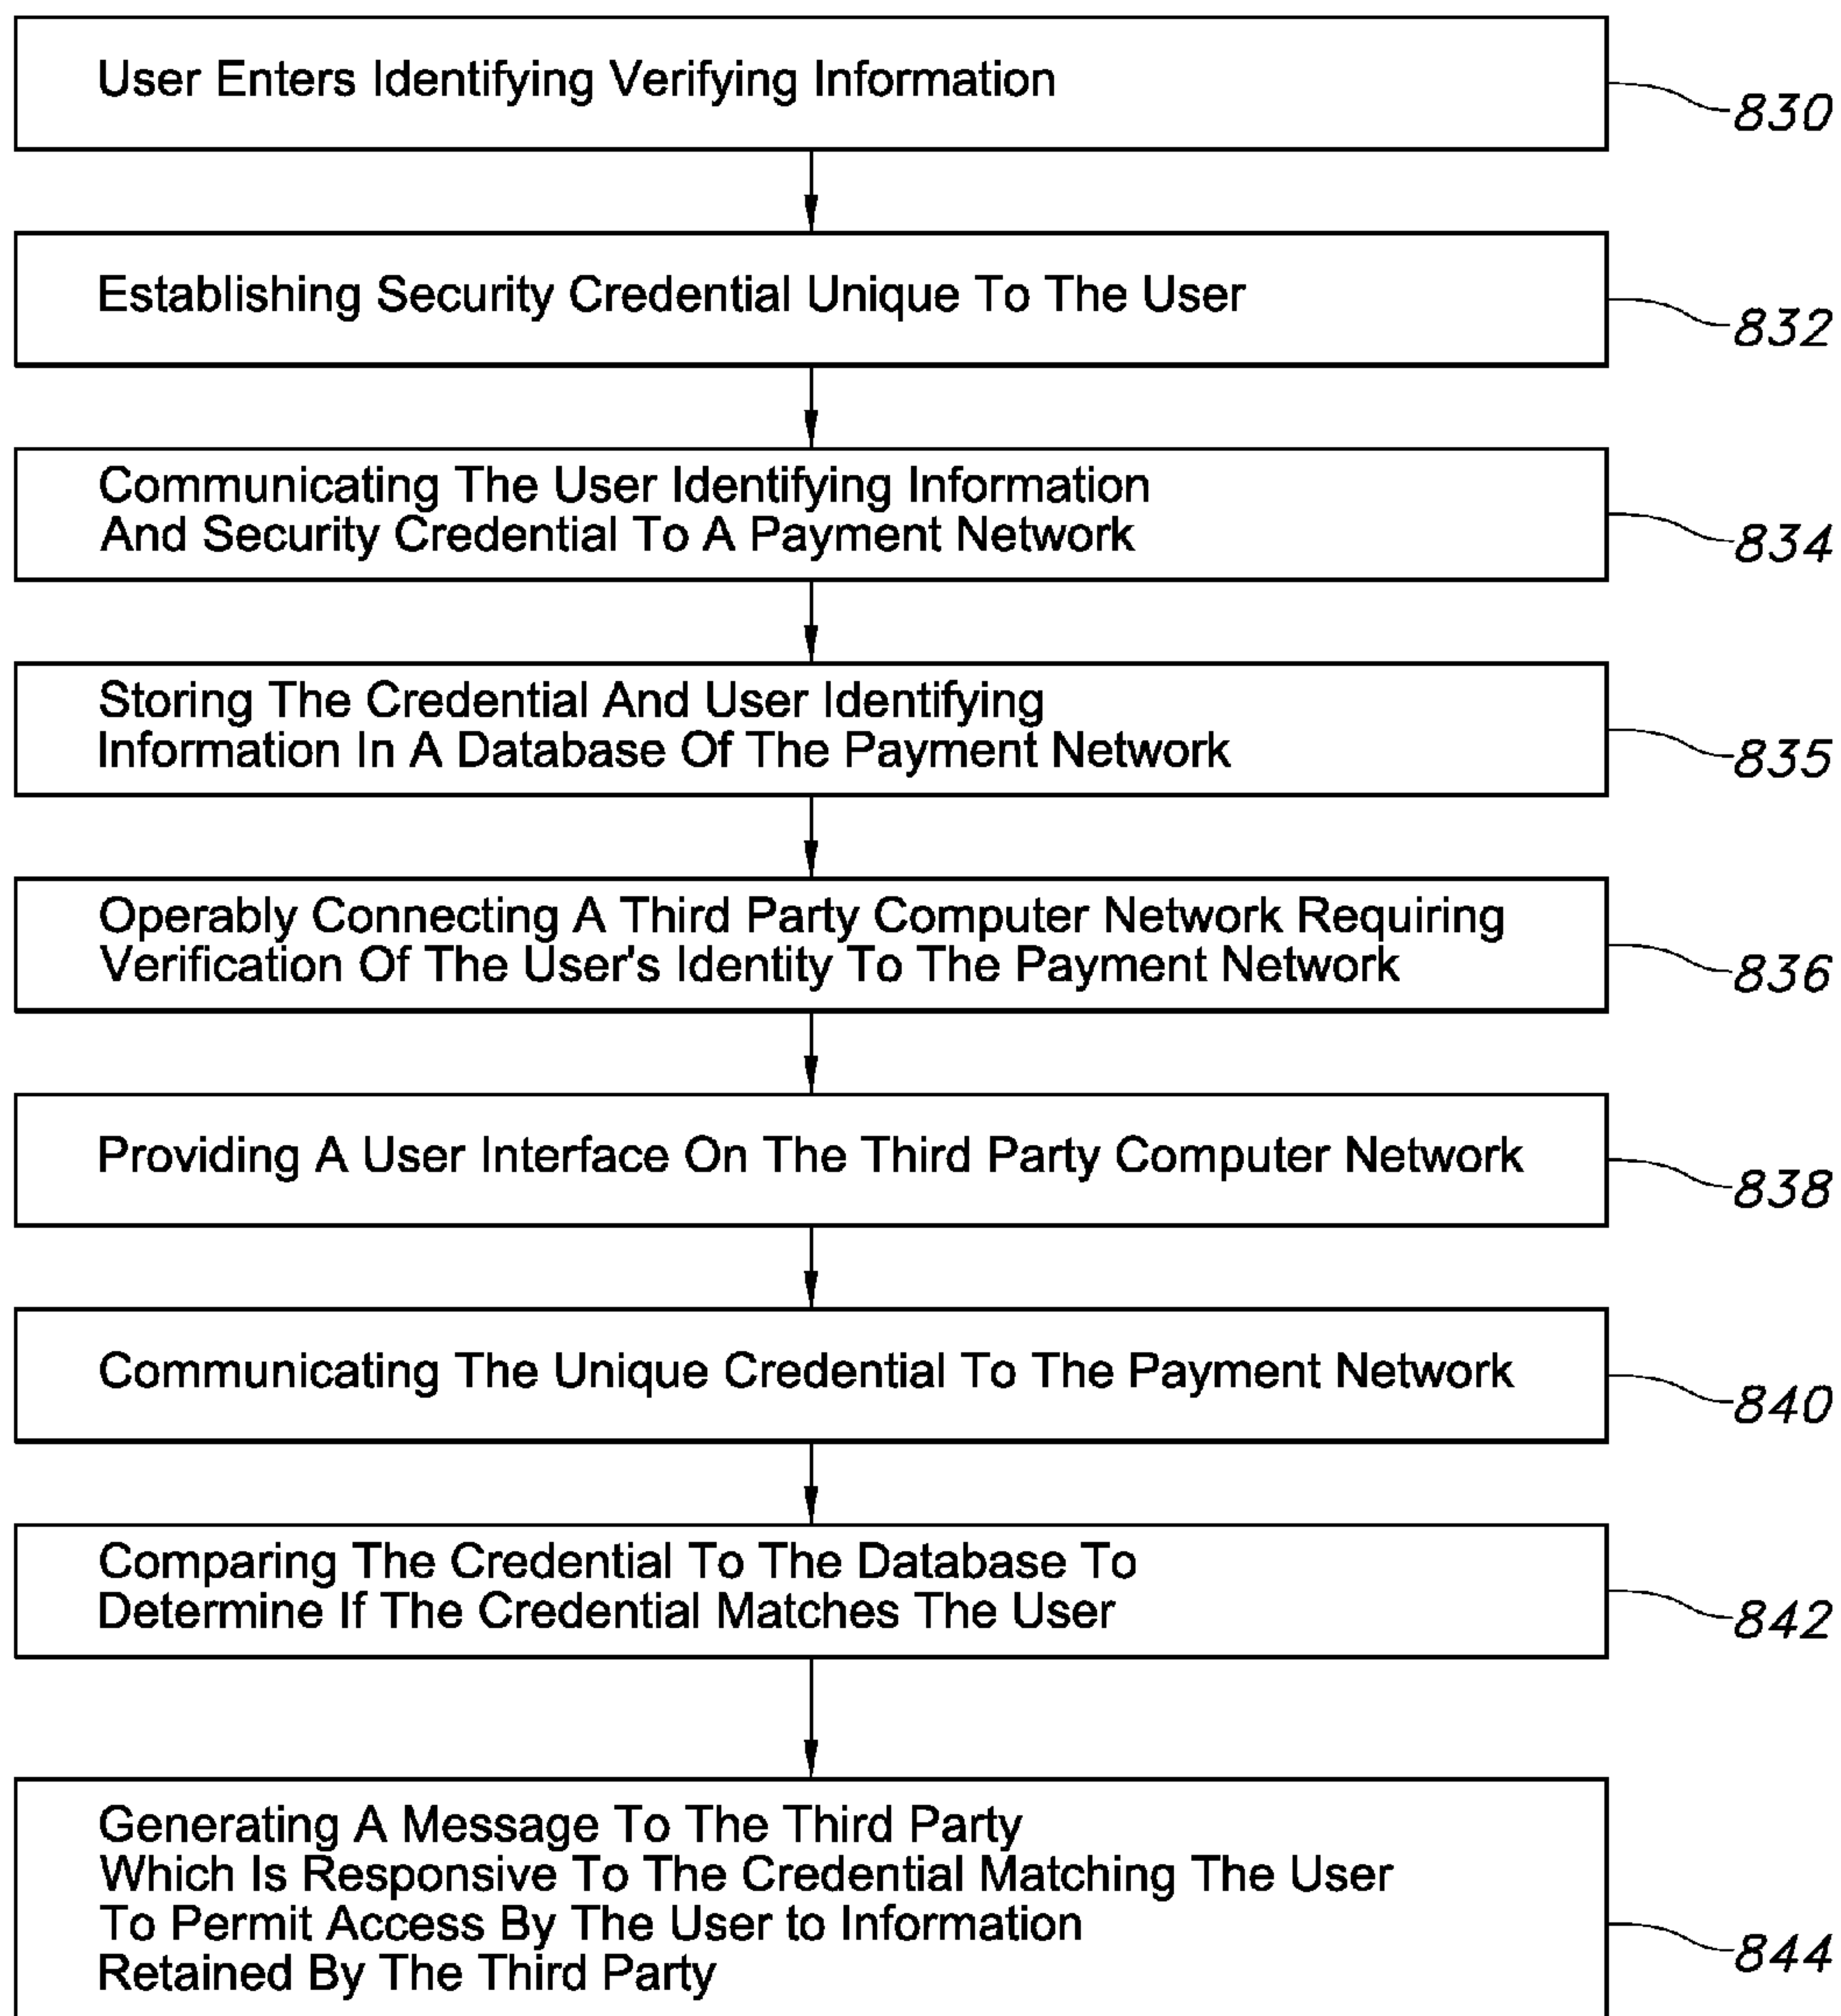 User Enters Identifying Verifying Information
830
Establishing Security Credential Unique To The User
832
Communicating The User Identifying Information
And Security Credential To A Payment Network
834
Storing The Credential And User Identifying
Information In A Database Of The Payment Network
835
Operably Connecting A Third Party Computer Network Requiring
Verification Of The User's Identity To The Payment Network
836
Providing A User Interface On The Third Party Computer Network
838
Communicating The Unique Credential To The Payment Network
840
Comparing The Credential To The Database To
Determine If The Credential Matches The User
842
Generating A Message To The Third Party
Which Is Responsive To The Credential Matching The User
To Permit Access By The User to Information
Retained By The Third Party
844